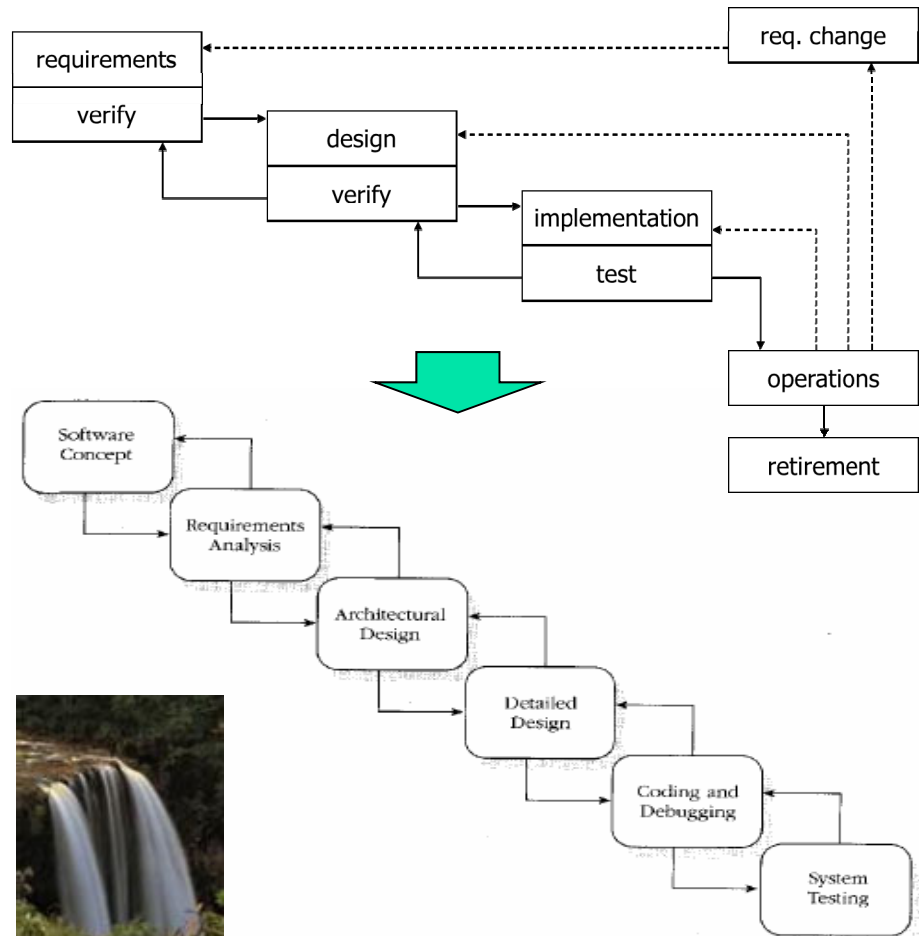 req. change
requirements
verify
design
verify
implementation
test
operations
retirement
Software
Concept
Requirements
Analysis
Architectural
Design
Detailed
Design
Coding and
Debugging
System
Testing